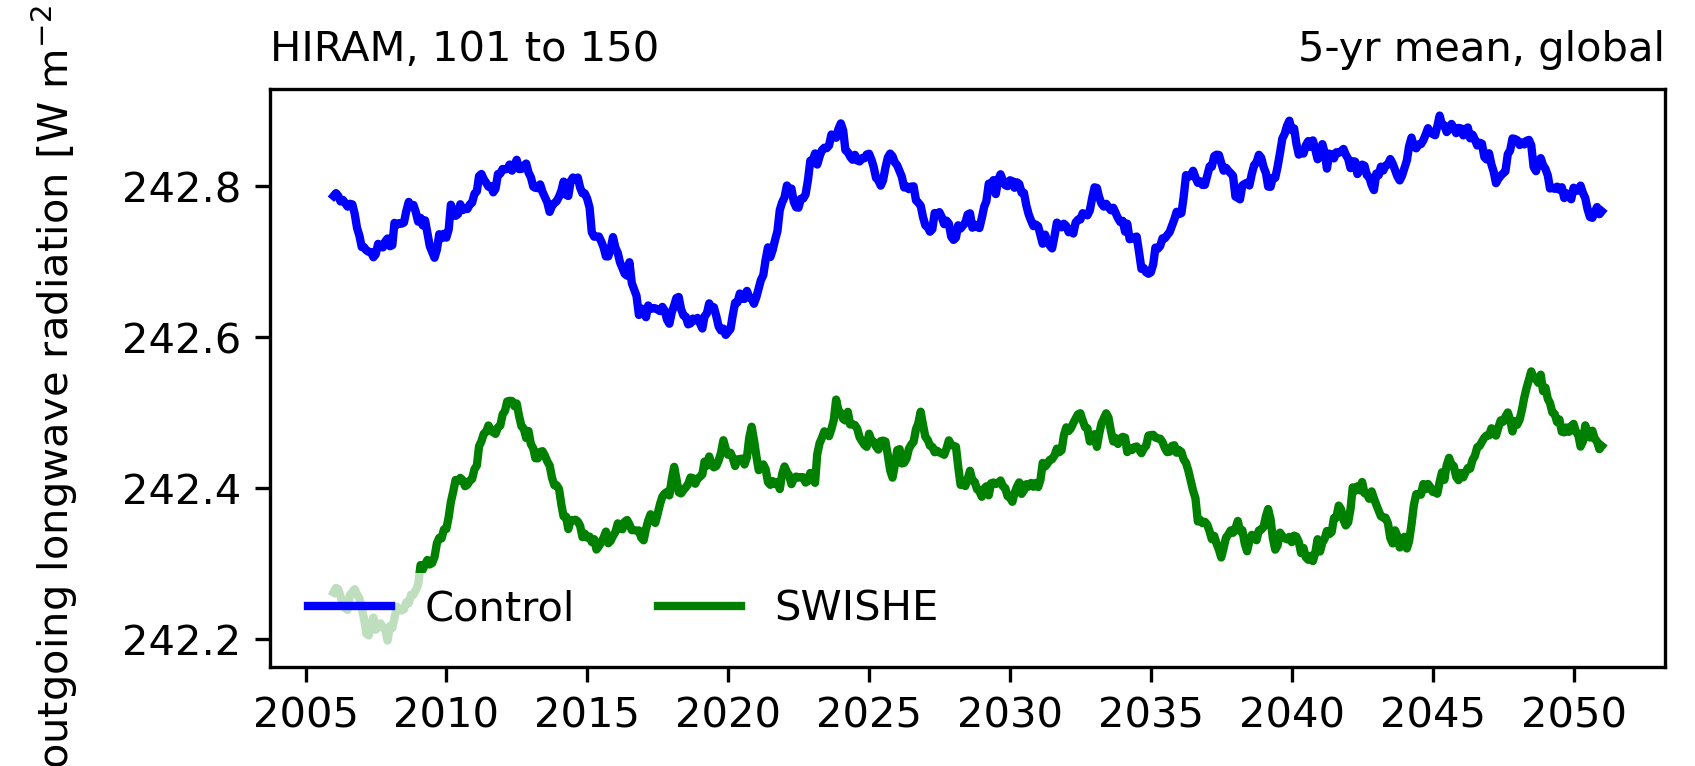 HIRAM, 101 to 150
5-yr mean, global
outgoing longwave radiation [W m⁻²
242.8
242.6
242.4
242.2
Control
SWISHE
2005 2010 2015 2020 2025 2030 2035 2040 2045 2050